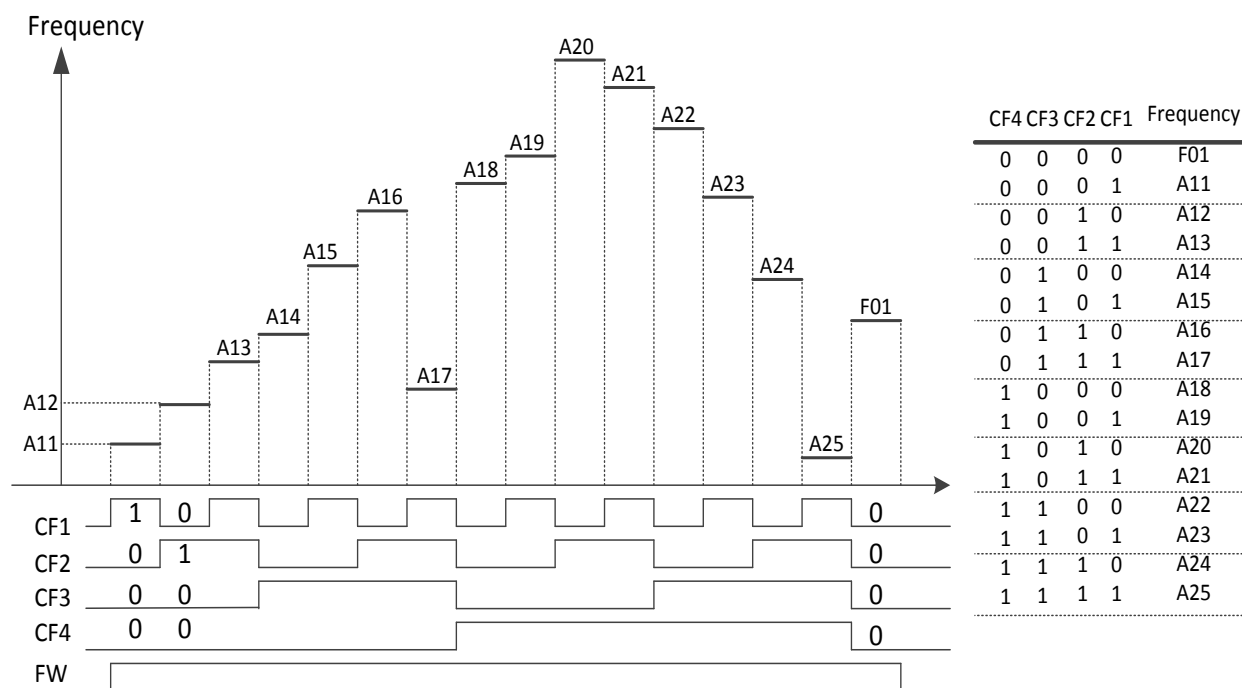 Frequency
A20
A21
A22
A19
A18
A23
A16
A15
A24
A14
F01
A13
A17
A12
A11
A25
CF1 1 0 0
CF2 0 1 0
CF3 0 0 0
CF4 0 0 0
FW
CF4 CF3 CF2 CF1 Frequency
0 0 0 0 F01
0 0 0 1 A11
0 0 1 0 A12
0 0 1 1 A13
0 1 0 0 A14
0 1 0 1 A15
0 1 1 0 A16
0 1 1 1 A17
1 0 0 0 A18
1 0 0 1 A19
1 0 1 0 A20
1 0 1 1 A21
1 1 0 0 A22
1 1 0 1 A23
1 1 1 0 A24
1 1 1 1 A25